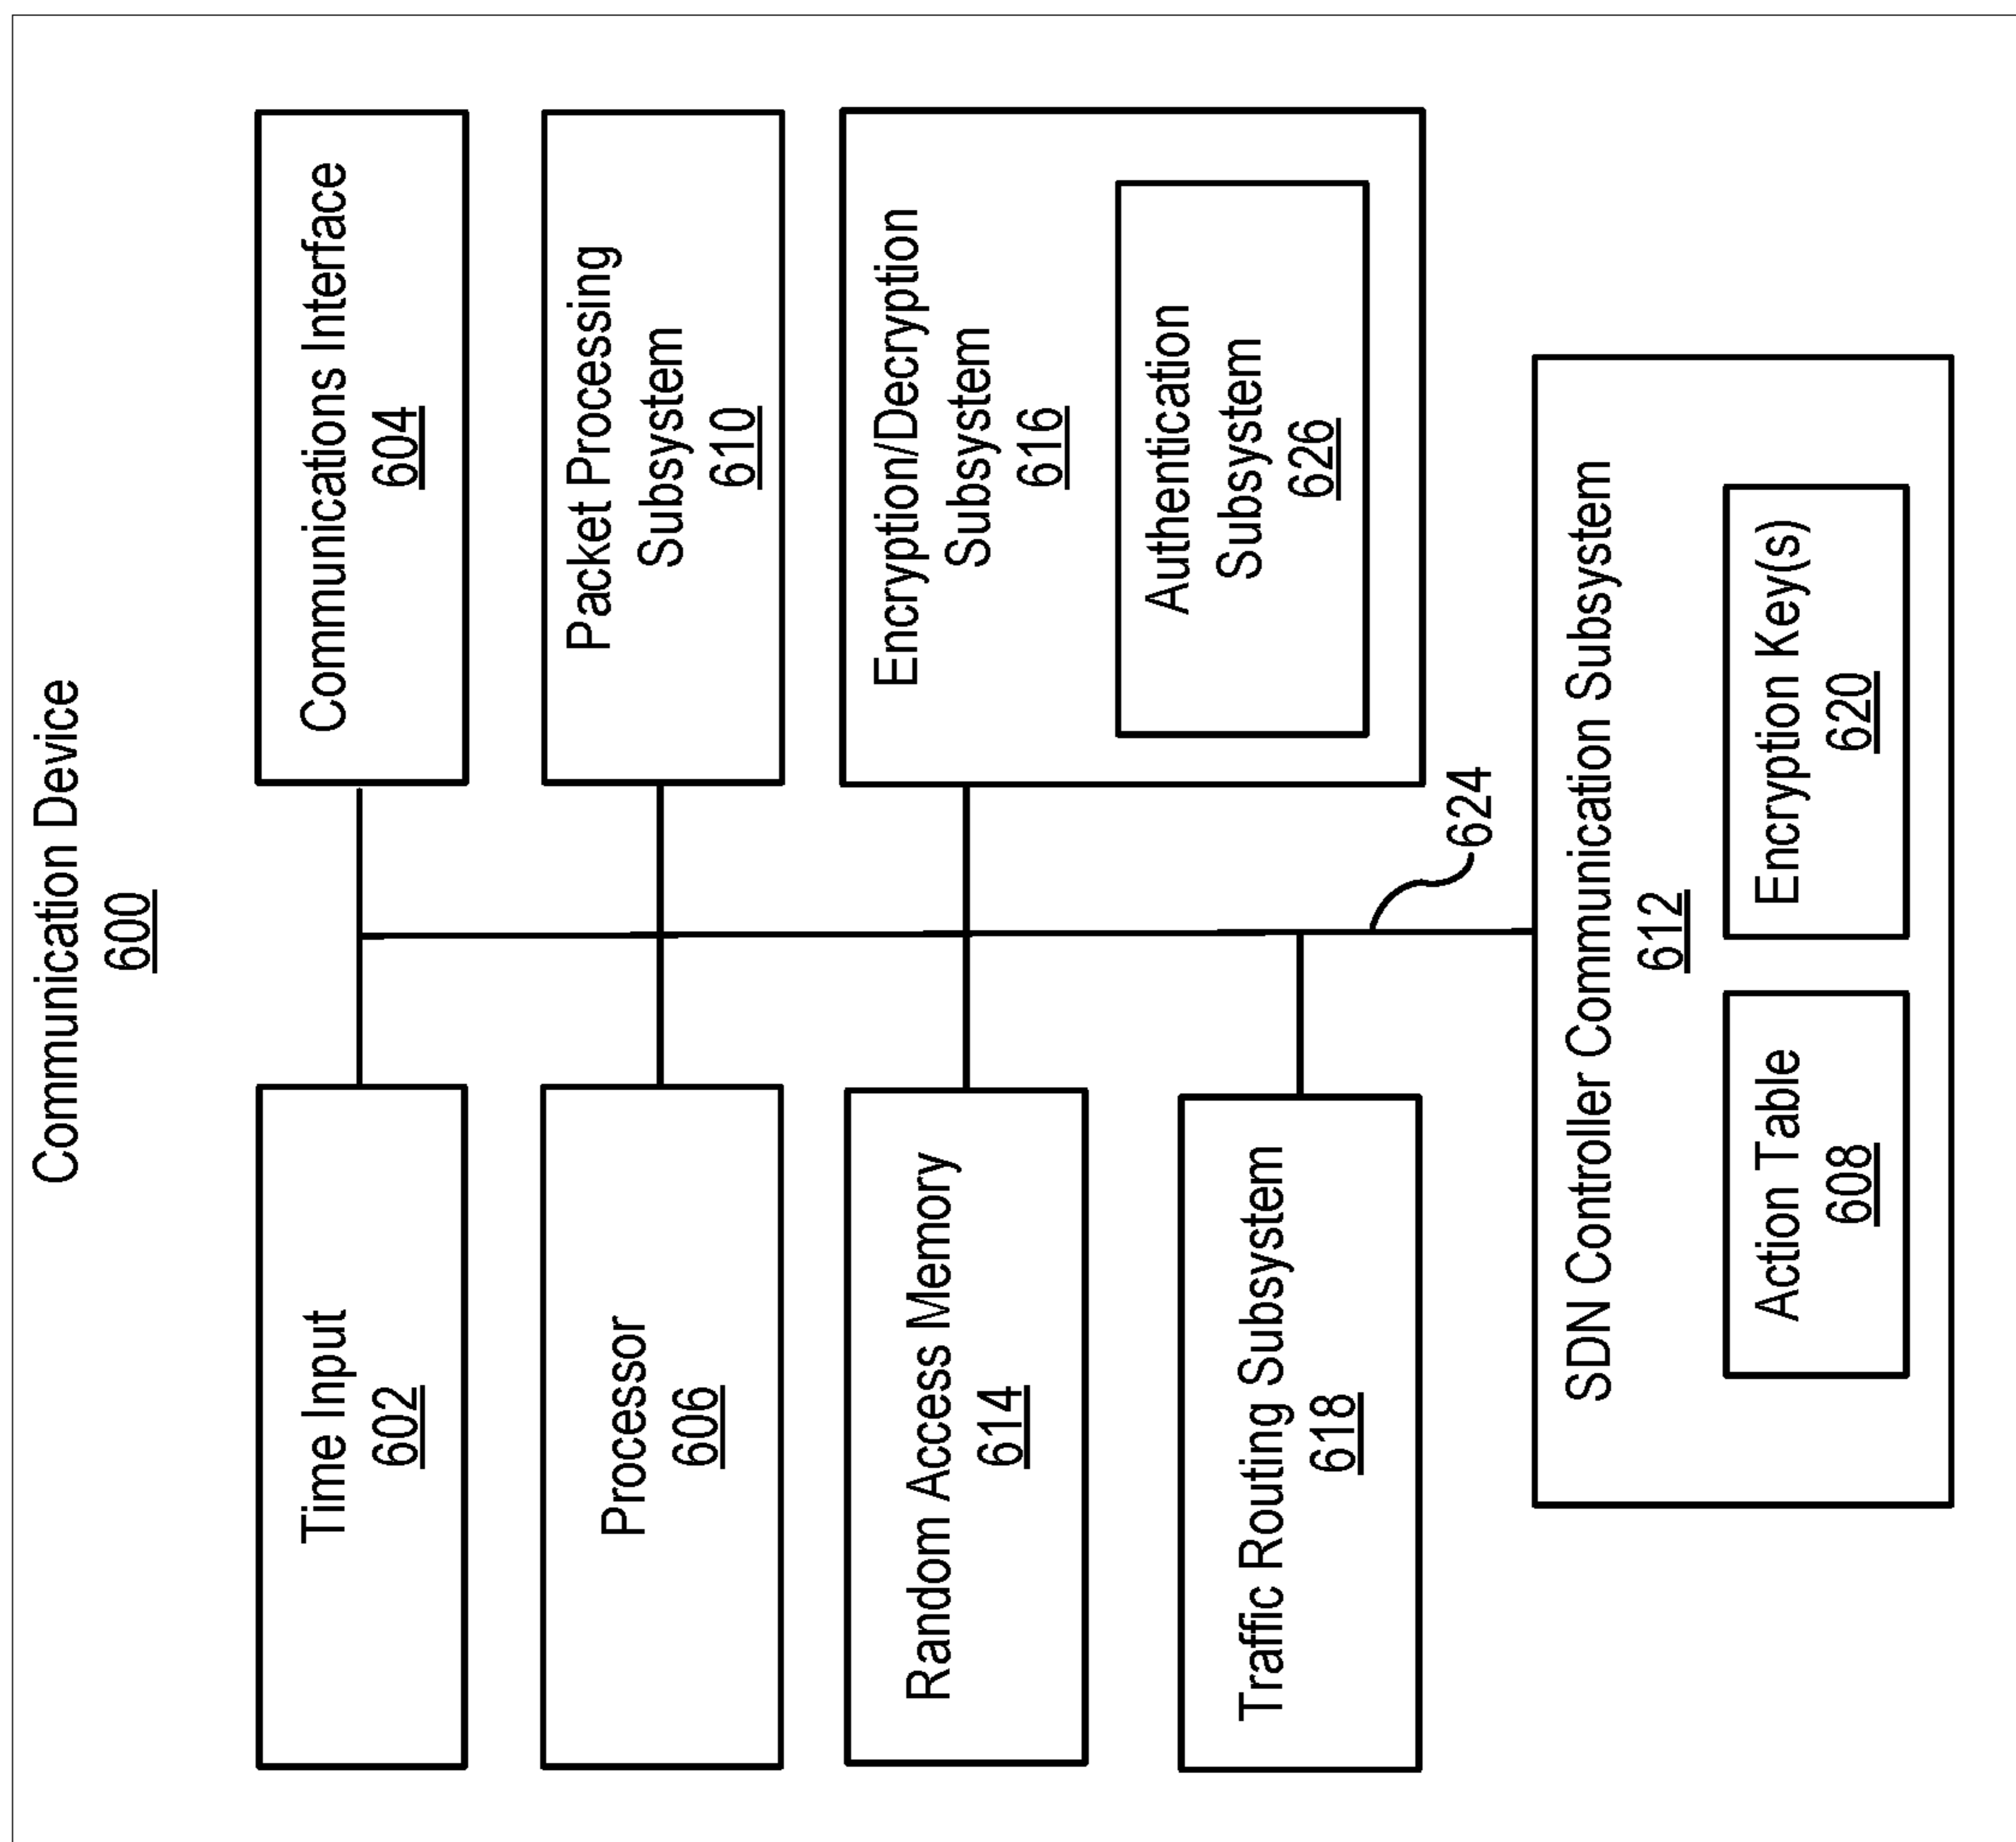 Communication Device
600
Time Input
602
Communications Interface
604
Processor
606
Packet Processing
Subsystem
610
Random Access Memory
614
Encryption/Decryption
Subsystem
616
Authentication
Subsystem
626
Traffic Routing Subsystem
618
624
SDN Controller Communication Subsystem
612
Action Table
608
Encryption Key(s)
620